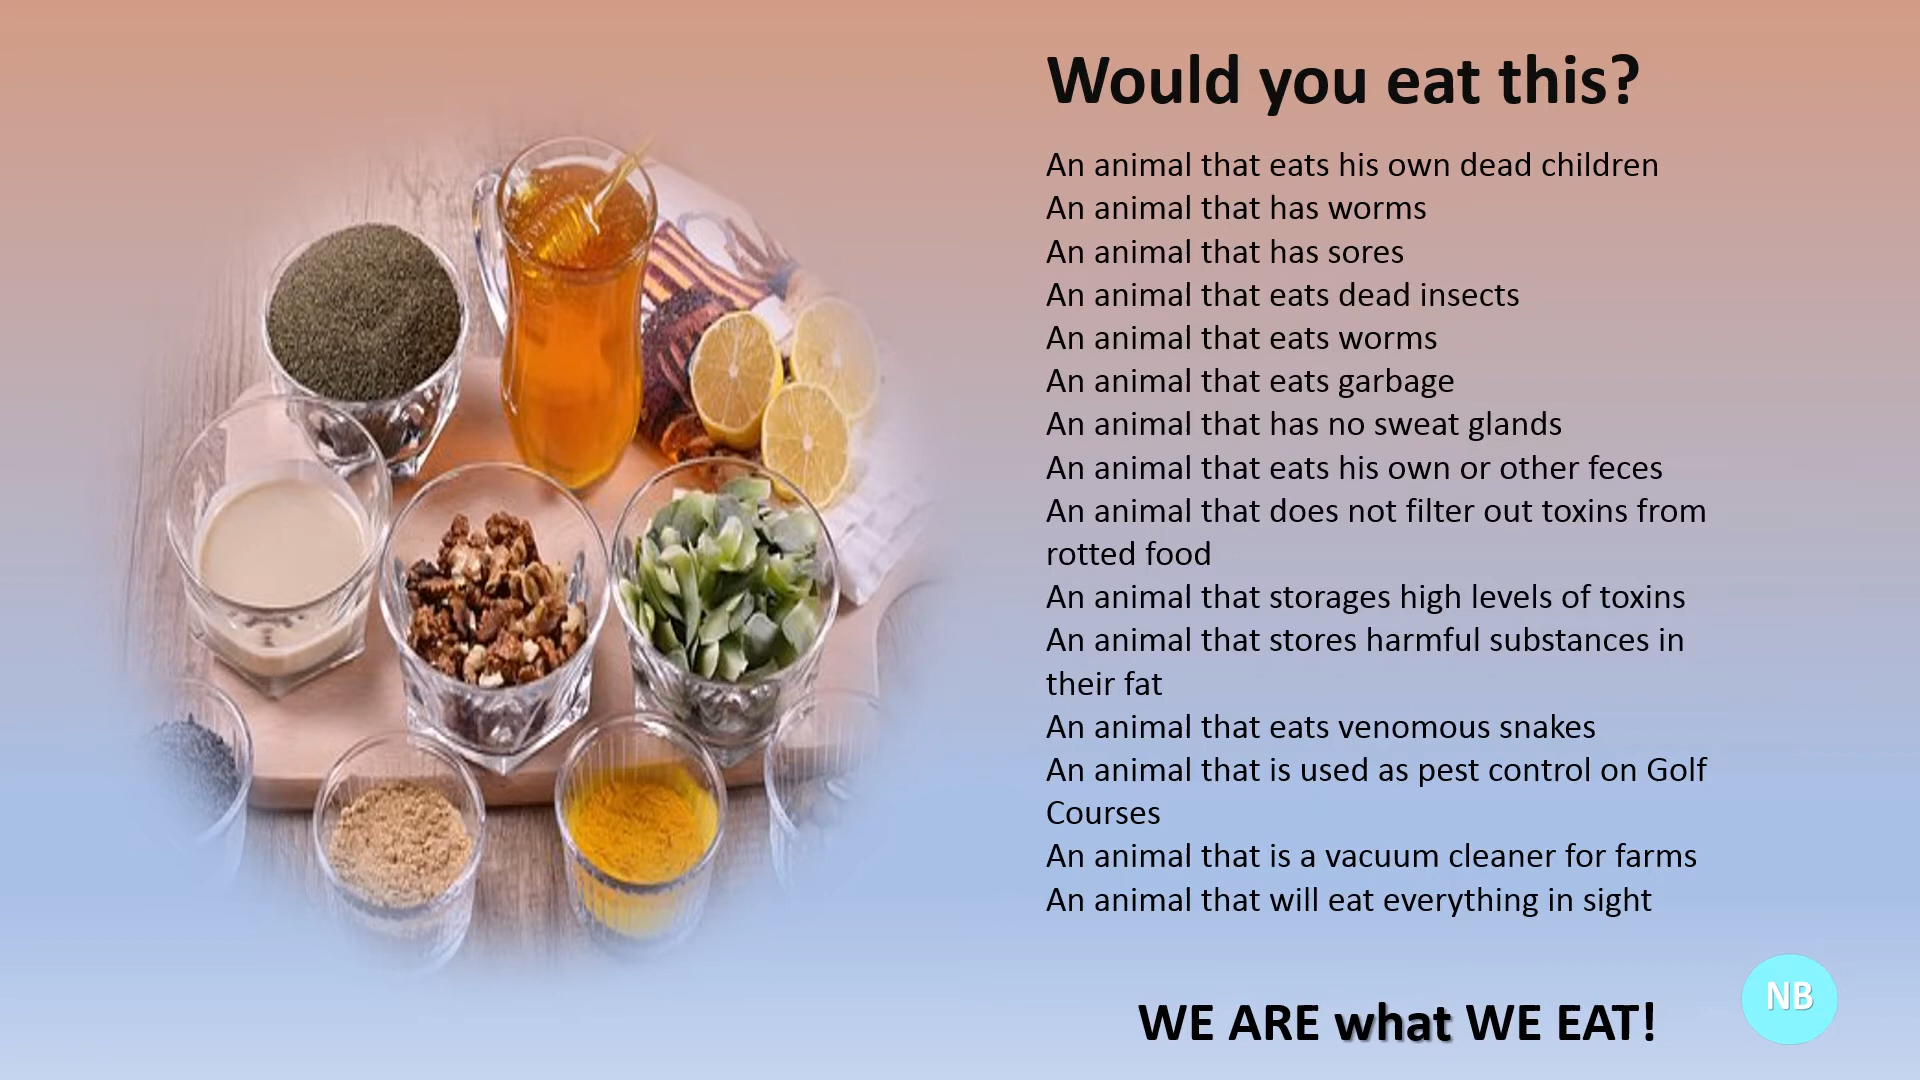 Would you eat this?
An animal that eats his own dead children
An animal that has worms
An animal that has sores
An animal that eats dead insects
An animal that eats worms
An animal that eats garbage
An animal that has no sweat glands
An animal that eats his own or other feces
An animal that does not filter out toxins from
rotted food
An animal that storages high levels of toxins
An animal that stores harmful substances in
their fat
An animal that eats venomous snakes
An animal that is used as pest control on Golf
Courses
An animal that is a vacuum cleaner for farms
An animal that will eat everything in sight
WE ARE what WE EAT!
NB